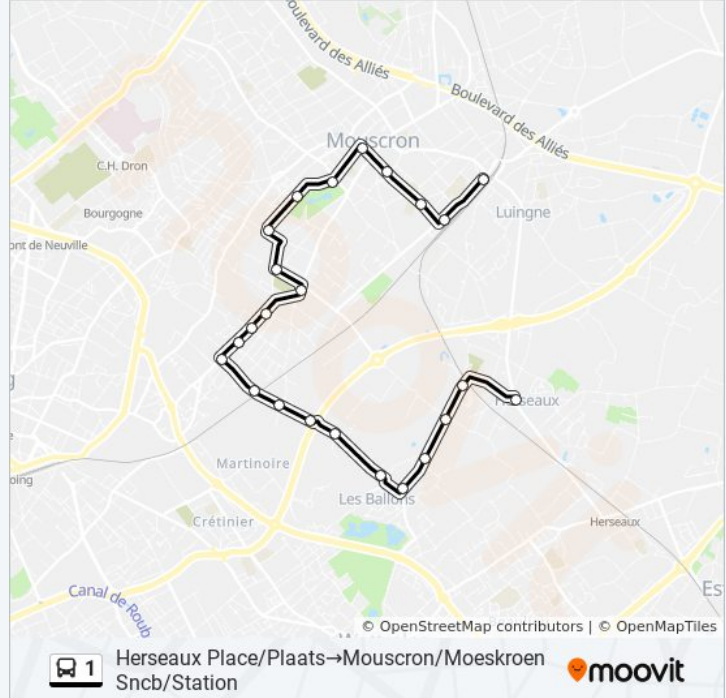 Boulevard des Alliés
Boulevard des Alliés
Mouscron
C.H. Dron
Bourgogne
Luingne
ont de Neuville
g
Herseaux
oing
Martinoire
Les Ballons
Crétinier
Herseaux
Canal de Roub
Es
© OpenStreetMap contributors | © OpenMapTiles
1
Herseaux Place/Plaats→Mouscron/Moeskroen
Sncb/Station
moovit